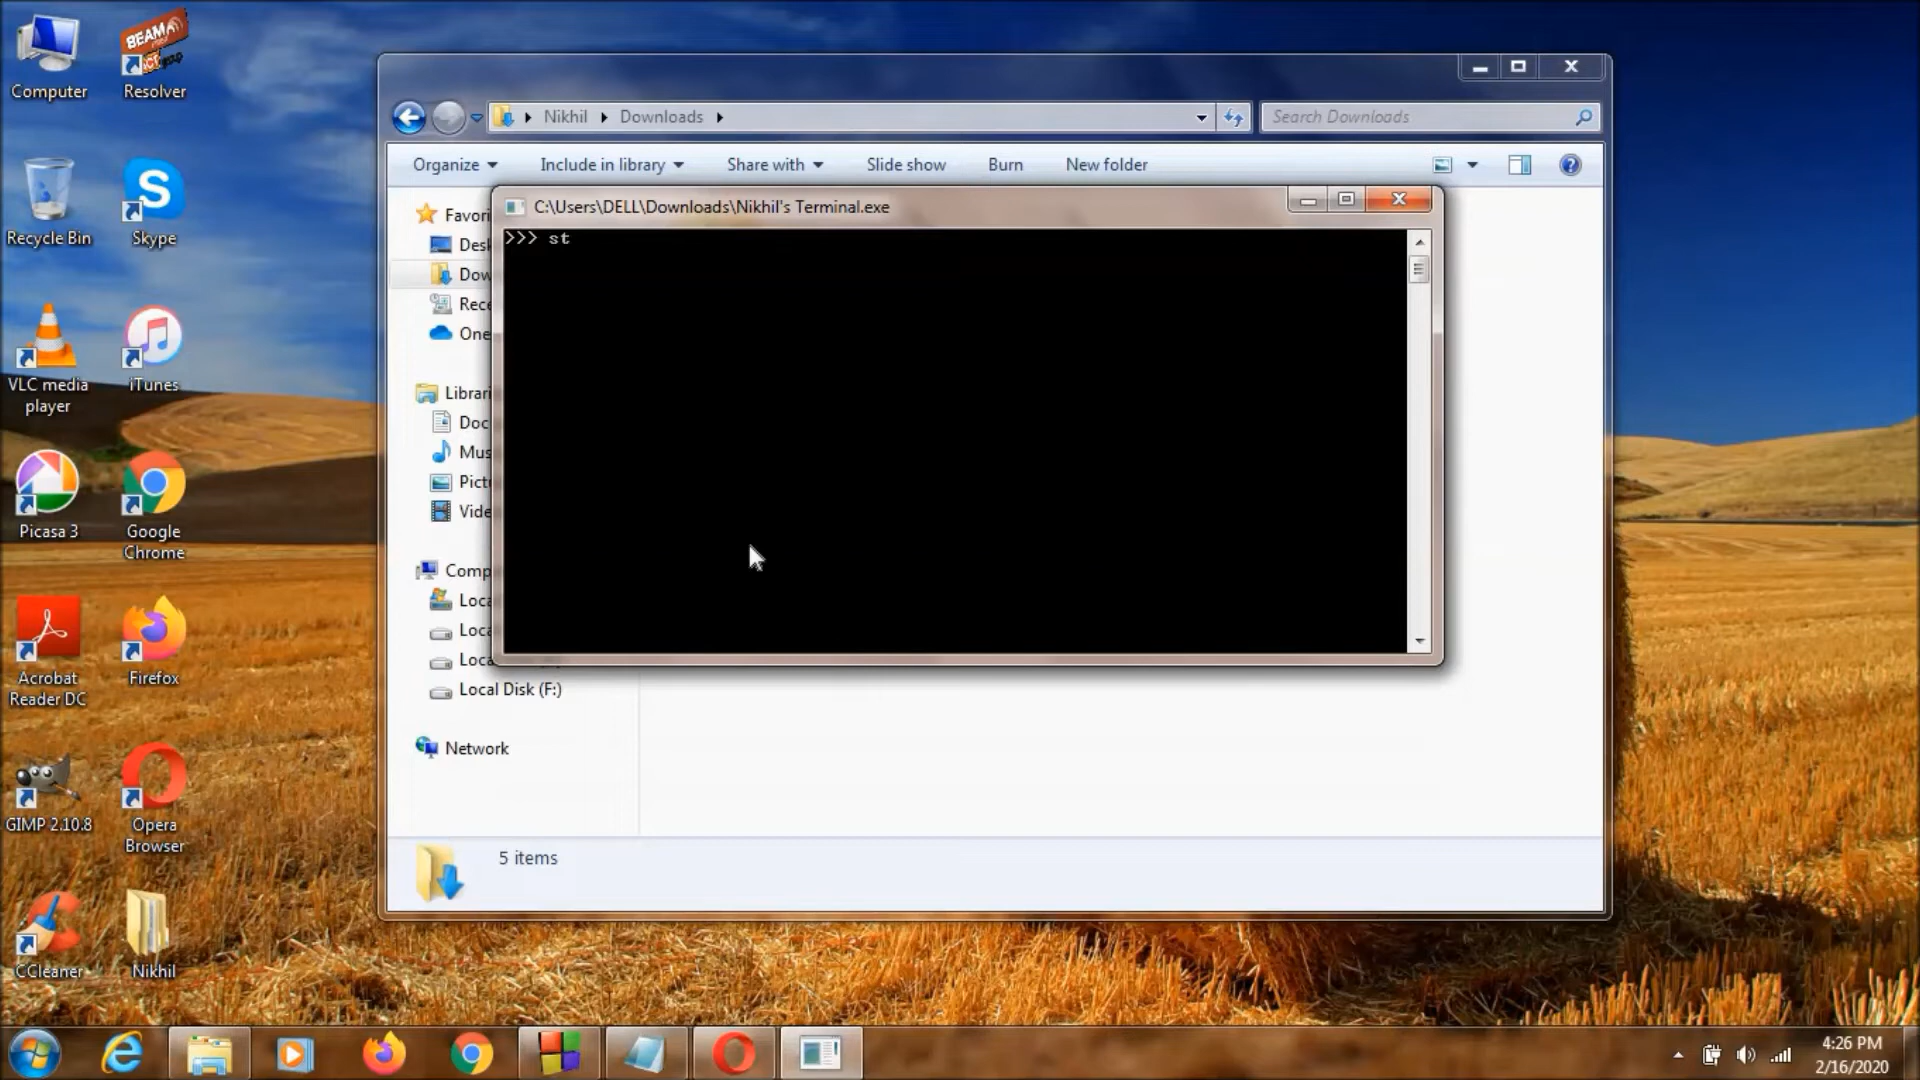 Computer
BEAMA
Resolver
Recycle Bin
Skype
VLC media
player
iTunes
Picasa 3
Google
Chrome
Acrobat
Reader DC
Firefox
GIMP 2.10.8
Opera
Browser
CCleaner
Nikhil
Nikhil Downloads
Search Downloads
Organize Include in library Share with Slide show Burn New folder
C:\Users\DELL\Downloads\Nikhil's Terminal.exe
>>> st
Favori
Desk
Dow
Rece
One
Librari
Doc
Mus
Pictu
Vide
Comp
Loca
Loca
Loca
Local Disk (F:)
Network
5 items
4:26 PM
2/16/2020